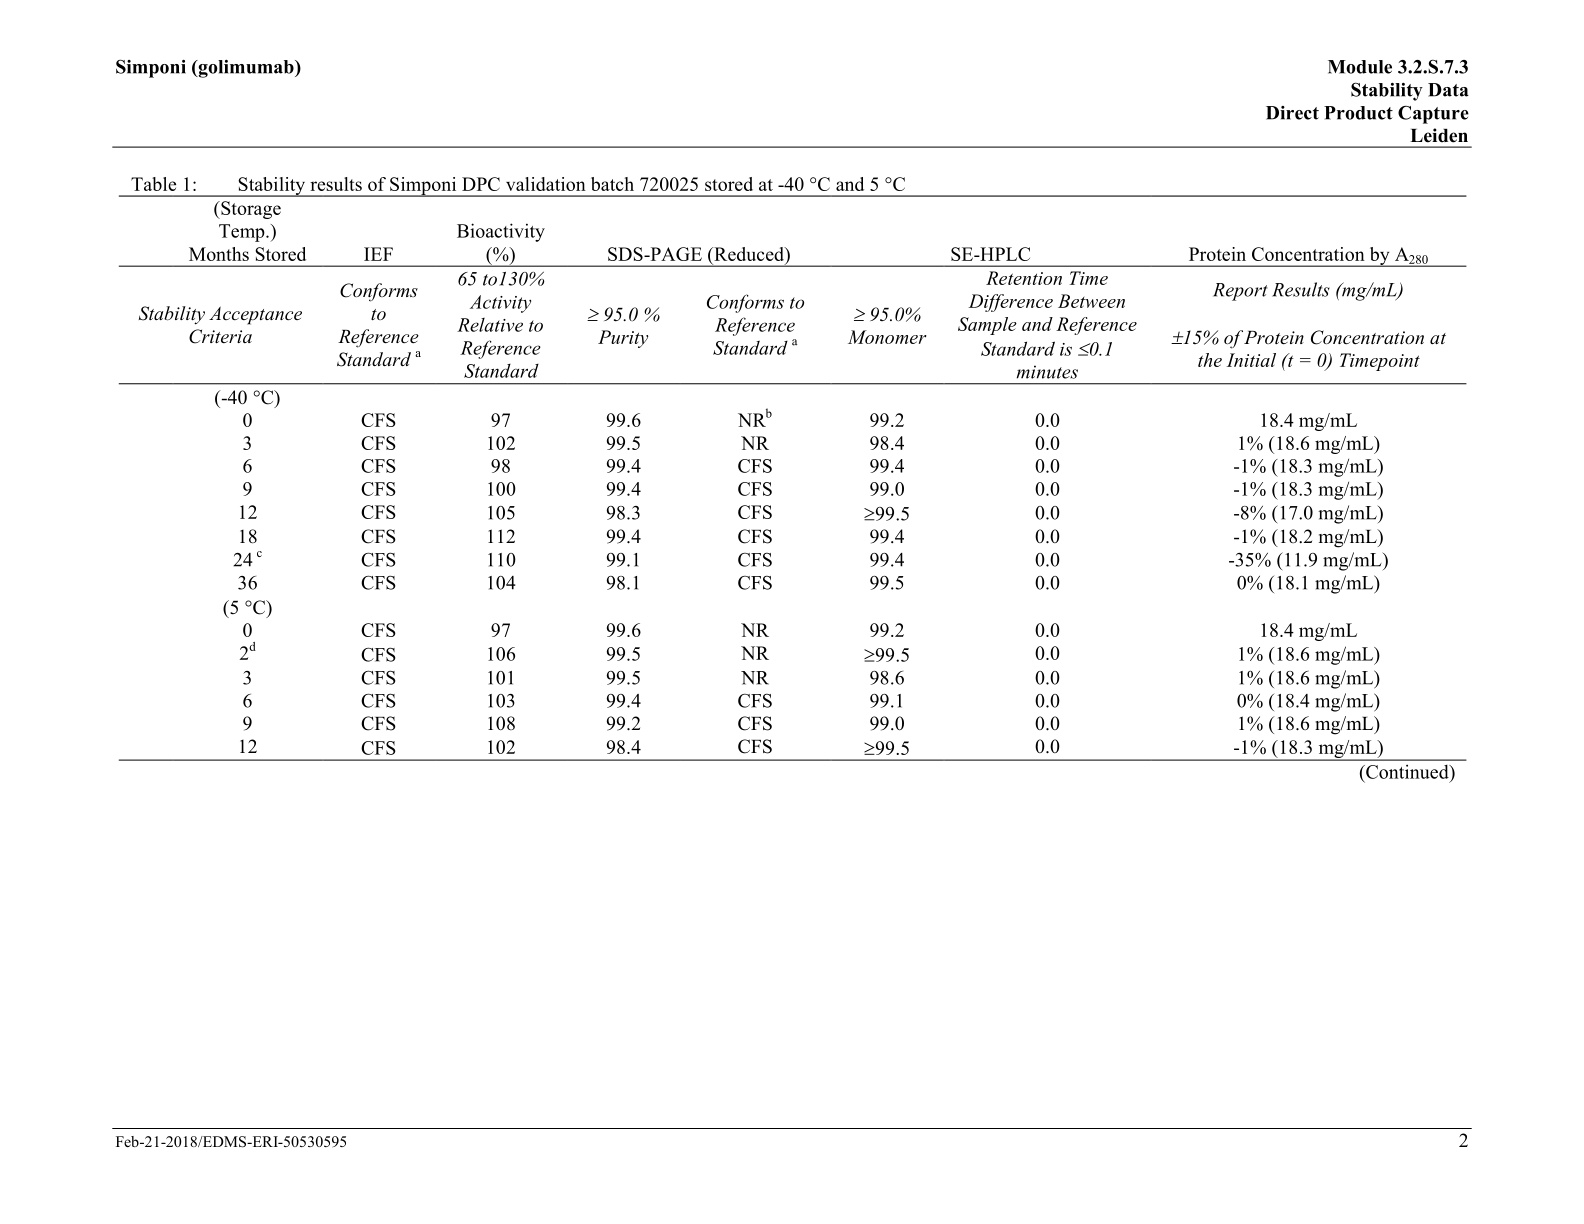 Simponi (golimumab)
Module 3.2.S.7.3
Stability Data
Direct Product Capture
Leiden
Table 1: Stability results of Simponi DPC validation batch 720025 stored at -40 °C and 5 °C
(Storage
Temp.)
Months Stored
IEF
Bioactivity
(%)
SDS-PAGE (Reduced)
SE-HPLC
Protein Concentration by A280
Stability Acceptance
Criteria
Conforms
to
Reference
Standard a
65 to130%
Activity
Relative to
Reference
Standard
≥ 95.0 %
Purity
Conforms to
Reference
Standard a
≥ 95.0%
Monomer
Retention Time
Difference Between
Sample and Reference
Standard is ≤0.1
minutes
Report Results (mg/mL)
±15% of Protein Concentration at
the Initial (t = 0) Timepoint
(-40 °C)
0 CFS 97 99.6 NRb 99.2 0.0 18.4 mg/mL
3 CFS 102 99.5 NR 98.4 0.0 1% (18.6 mg/mL)
6 CFS 98 99.4 CFS 99.4 0.0 -1% (18.3 mg/mL)
9 CFS 100 99.4 CFS 99.0 0.0 -1% (18.3 mg/mL)
12 CFS 105 98.3 CFS ≥99.5 0.0 -8% (17.0 mg/mL)
18 CFS 112 99.4 CFS 99.4 0.0 -1% (18.2 mg/mL)
24 c CFS 110 99.1 CFS 99.4 0.0 -35% (11.9 mg/mL)
36 CFS 104 98.1 CFS 99.5 0.0 0% (18.1 mg/mL)
(5 °C)
0 CFS 97 99.6 NR 99.2 0.0 18.4 mg/mL
2d CFS 106 99.5 NR ≥99.5 0.0 1% (18.6 mg/mL)
3 CFS 101 99.5 NR 98.6 0.0 1% (18.6 mg/mL)
6 CFS 103 99.4 CFS 99.1 0.0 0% (18.4 mg/mL)
9 CFS 108 99.2 CFS 99.0 0.0 1% (18.6 mg/mL)
12 CFS 102 98.4 CFS ≥99.5 0.0 -1% (18.3 mg/mL)
(Continued)
Feb-21-2018/EDMS-ERI-50530595
2